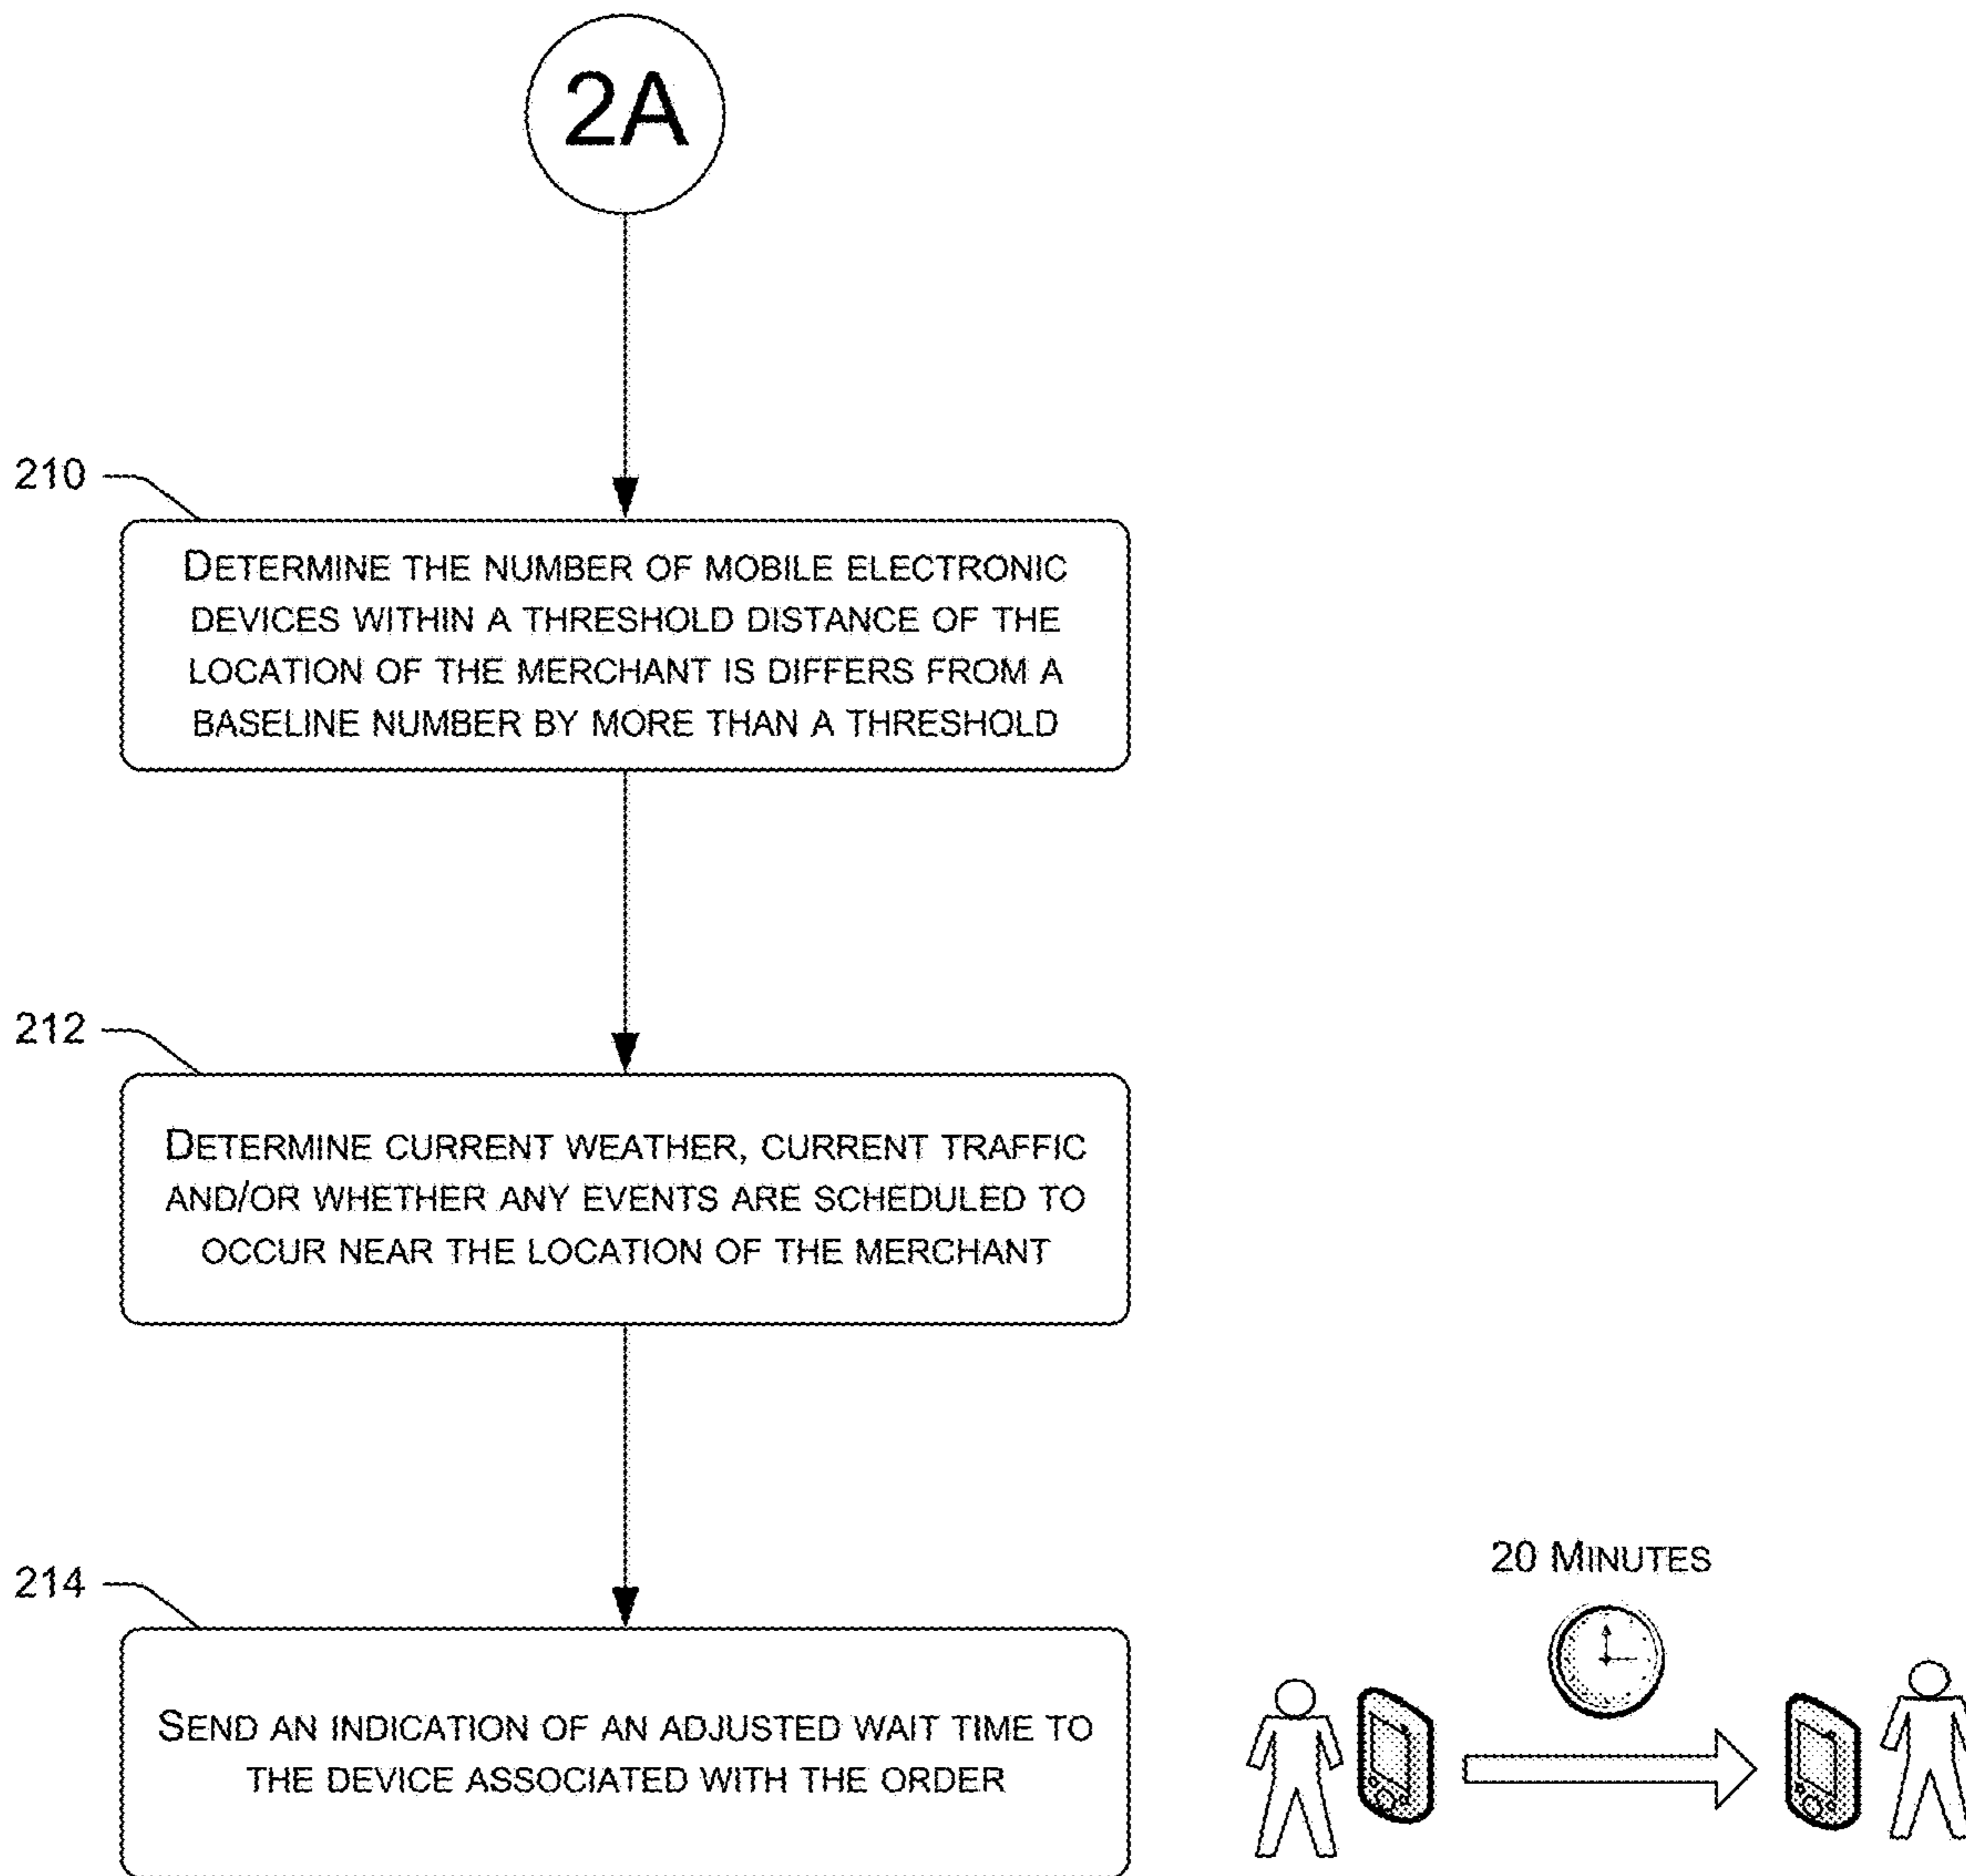 2A
210
DETERMINE THE NUMBER OF MOBILE ELECTRONIC
DEVICES WITHIN A THRESHOLD DISTANCE OF THE
LOCATION OF THE MERCHANT IS DIFFERS FROM A
BASELINE NUMBER BY MORE THAN A THRESHOLD
212
DETERMINE CURRENT WEATHER, CURRENT TRAFFIC
AND/OR WHETHER ANY EVENTS ARE SCHEDULED TO
OCCUR NEAR THE LOCATION OF THE MERCHANT
214
SEND AN INDICATION OF AN ADJUSTED WAIT TIME TO
THE DEVICE ASSOCIATED WITH THE ORDER
20 MINUTES